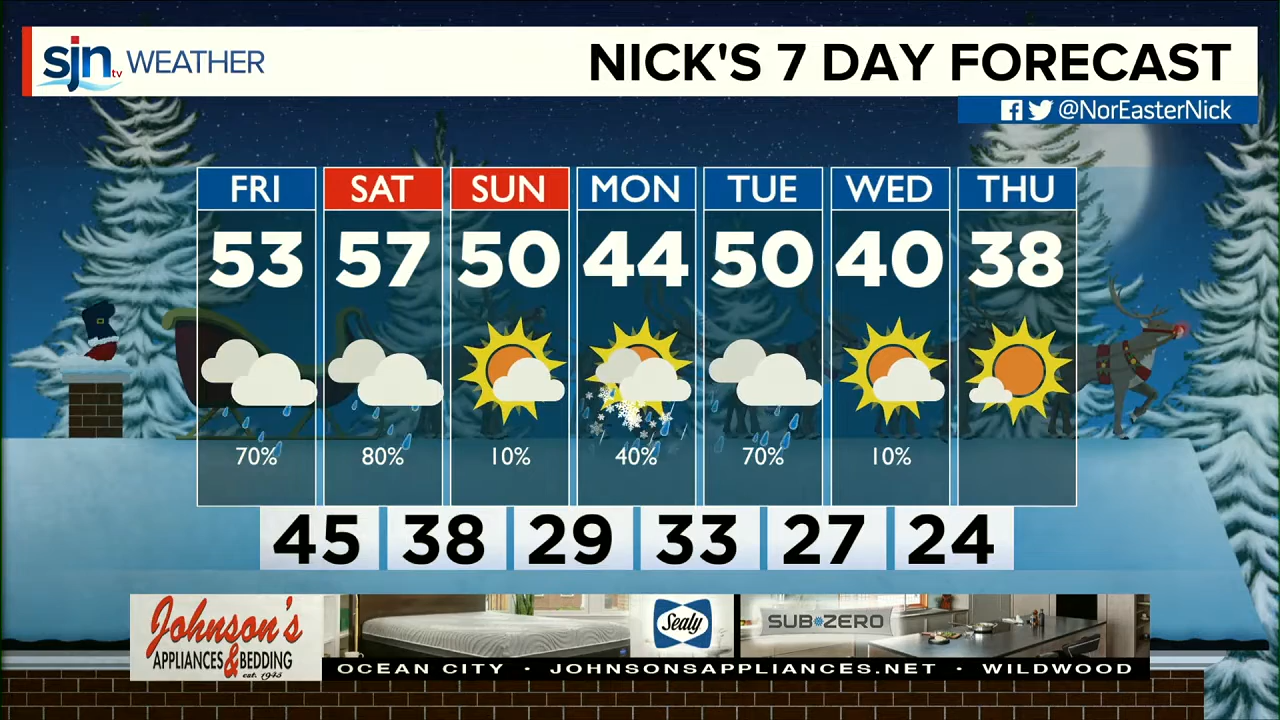 sjn tv WEATHER
NICK'S 7 DAY FORECAST
@NorEasterNick
FRI SAT SUN MON TUE WED THU
53 57 50 44 50 40 38
70% 80% 10% 40% 70% 10%
45 38 29 33 27 24
Johnson's
APPLIANCES & BEDDING
est. 1945
Sealy
SUB ZERO
OCEAN CITY • JOHNSONSAPPLIANCES.NET • WILDWOOD